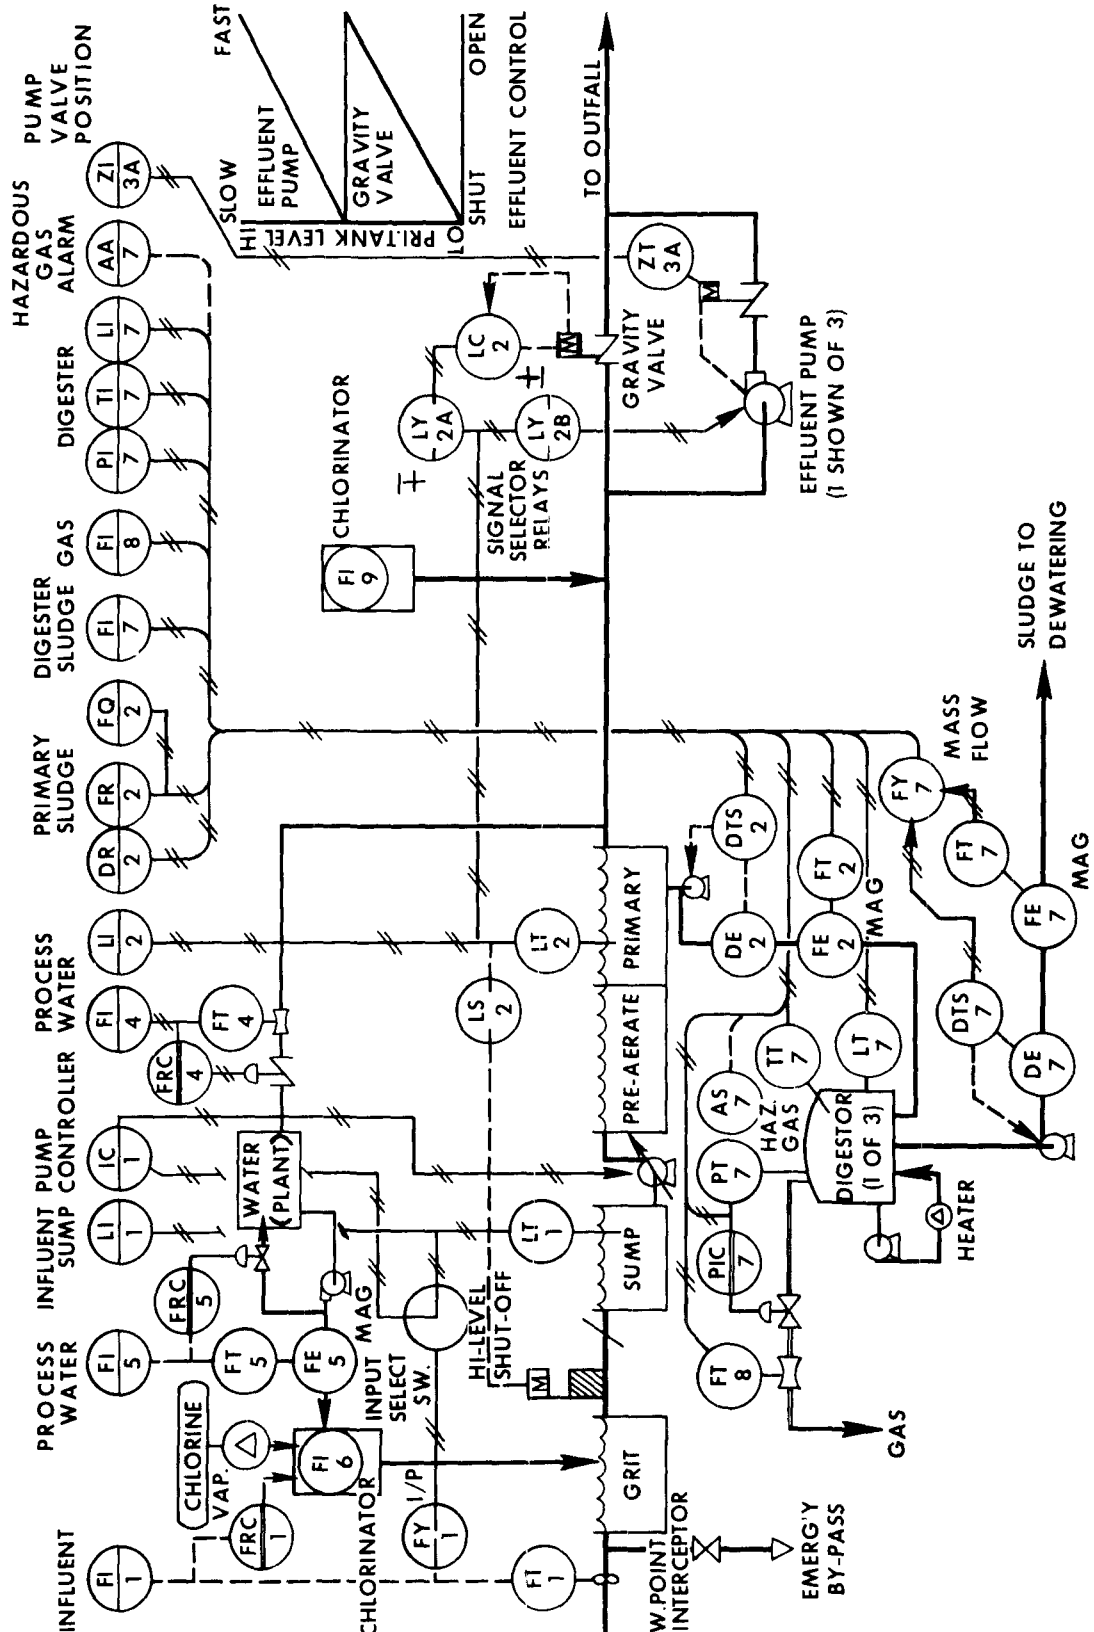 INFLUENT
PROCESS
WATER
INFLUENT PUMP
SUMP CONTROLLER
PROCESS
WATER
PRIMARY
SLUDGE
DIGESTER
SLUDGE GAS
DIGESTER
HAZARDOUS
GAS
ALARM
PUMP
VALVE
POSITION
FI
1
FI
5
LI
1
IC
1
FI
4
LI
2
DR
2
FR
2
FQ
2
FI
7
FI
8
PI
7
TI
7
LI
7
AA
7
ZI
3A
FRC
1
CHLORINE
VAP.
FT
5
FRC
5
FRC
4
FT
4
FE
5
MAG
WATER
(PLANT)
FI
6
CHLORINATOR
INPUT
SELECT
SW.
FY
1
I/P
HI-LEVEL
SHUT-OFF
LS
2
FI
9
CHLORINATOR
SIGNAL
SELECTOR
RELAYS
LY
2A
LY
2B
LC
2
±
∓
SLOW
FAST
HI
PRI.TANK LEVEL
LO
EFFLUENT
PUMP
GRAVITY
VALVE
SHUT
OPEN
EFFLUENT CONTROL
FT
1
LT
1
LT
2
M
M
TO OUTFALL
GRIT
SUMP
PRE-AERATE
PRIMARY
GRAVITY
VALVE
ZT
3A
M
EFFLUENT PUMP
(1 SHOWN OF 3)
W.POINT
INTERCEPTOR
EMERG'Y
BY-PASS
FT
8
GAS
PIC
7
PT
7
AS
7
HAZ.
GAS
TT
7
LT
7
DIGESTOR
(1 OF 3)
HEATER
DE
2
DTS
2
FE
2
MAG
FT
2
FY
7
MASS
FLOW
FT
7
DTS
7
DE
7
FE
7
MAG
SLUDGE TO
DEWATERING